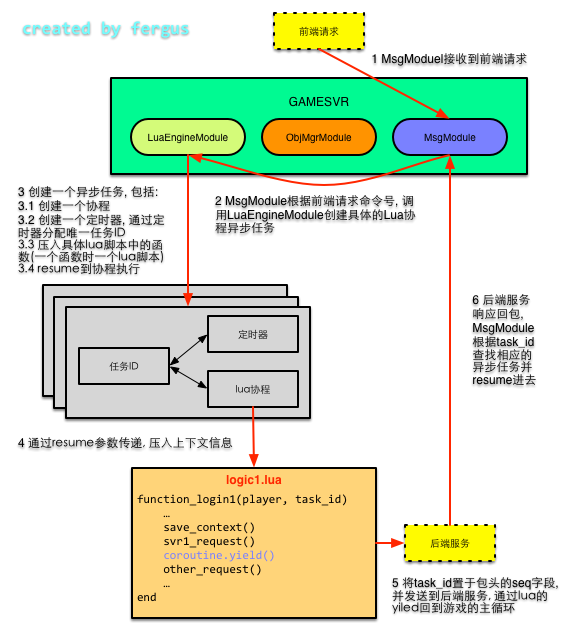 created by fergus
前端请求
1 MsgModuel接收到前端请求
GAMESVR
LuaEngineModule
ObjMgrModule
MsgModule
3 创建一个异步任务, 包括:
3.1 创建一个协程
3.2 创建一个定时器, 通过定
时器分配唯一任务ID
3.3 压入具体lua脚本中的函
数(一个函数时一个lua脚本)
3.4 resume到协程执行
2 MsgModule根据前端请求命令号, 调
用LuaEngineModule创建具体的Lua协
程异步任务
6 后端服务
响应回包,
MsgModule
根据task_id
查找相应的
异步任务并
resume进去
定时器
任务ID
lua协程
4 通过resume参数传递, 压入上下文信息
logic1.lua
function_login1(player, task_id)
…
save_context()
svr1_request()
coroutine.yield()
other_request()
…
end
后端服务
5 将task_id置于包头的seq字段,
并发送到后端服务, 通过lua的
yiled回到游戏的主循环